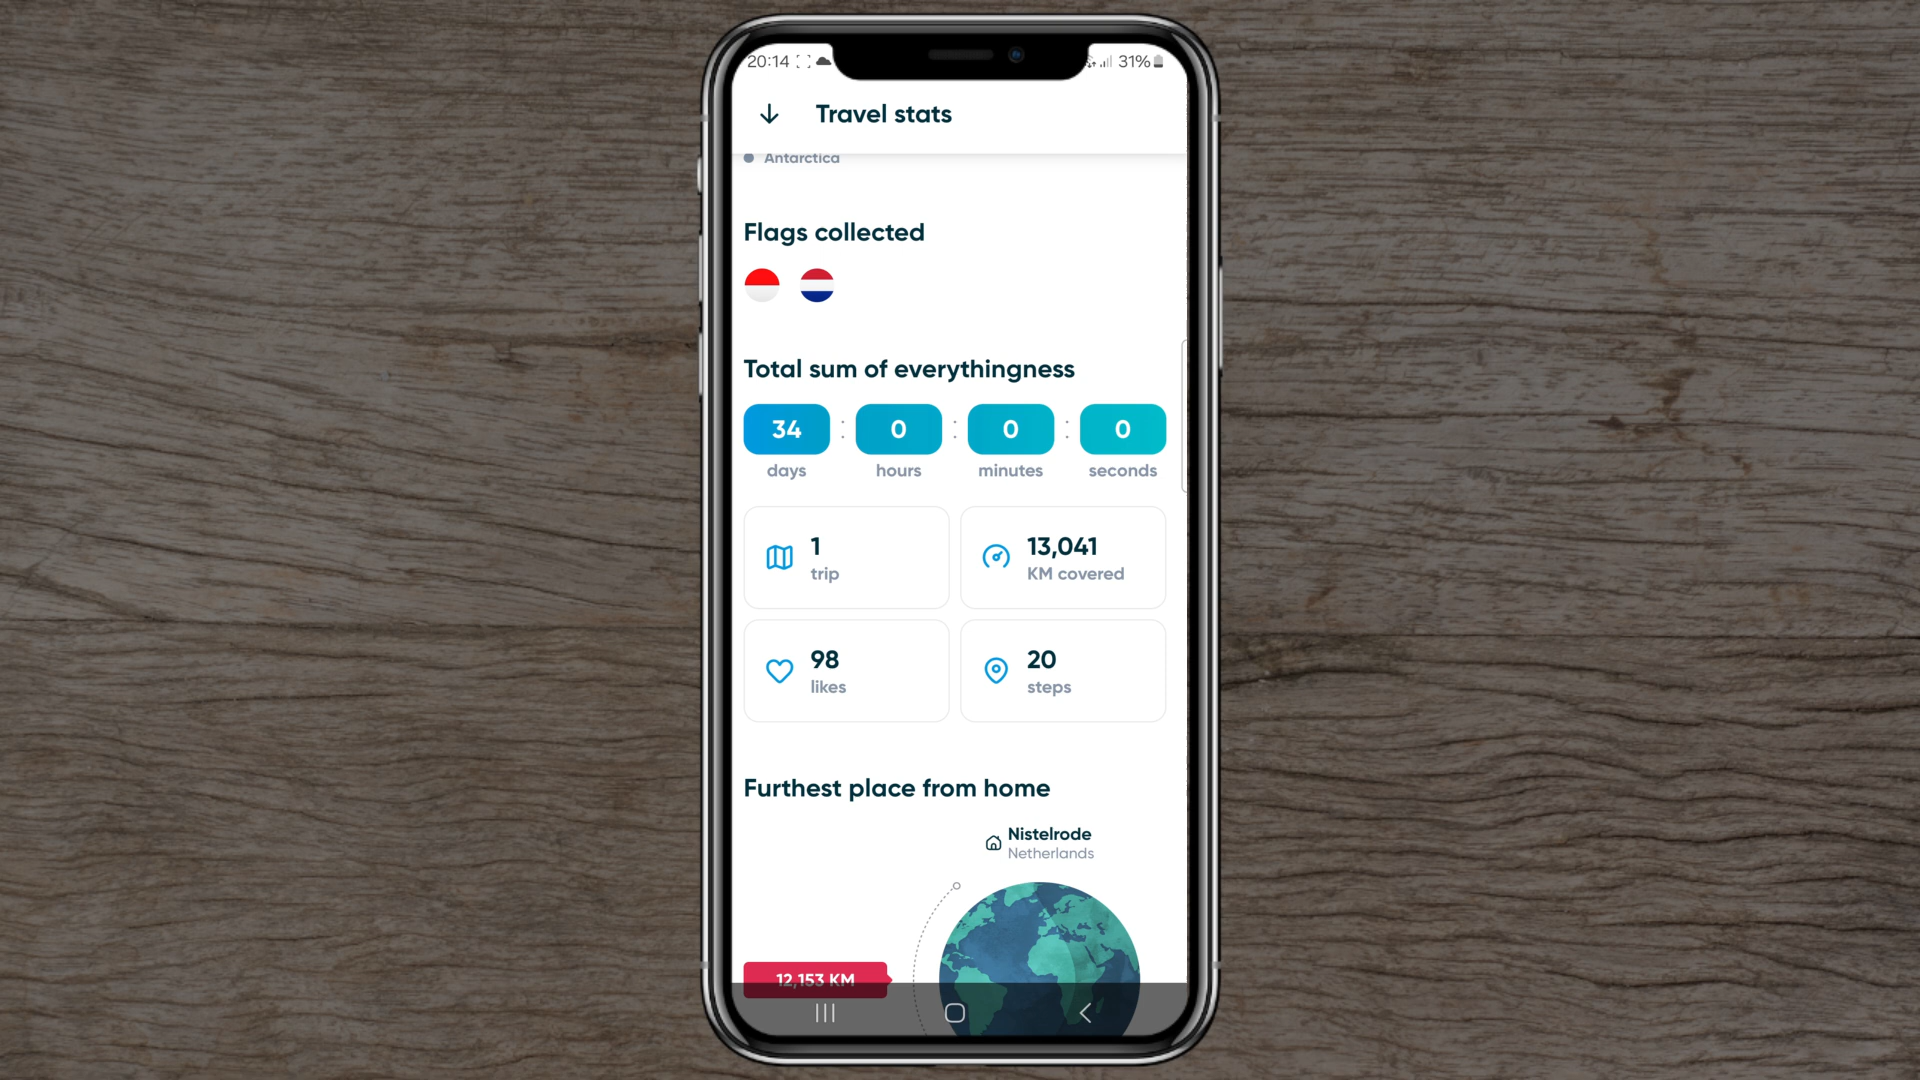 20:14 31%
Travel stats
Antarctica
Flags collected
Total sum of everythingness
34 : 0 : 0 : 0
days hours minutes seconds
1
trip
13,041
KM covered
98
likes
20
steps
Furthest place from home
Nistelrode
Netherlands
12,153 KM